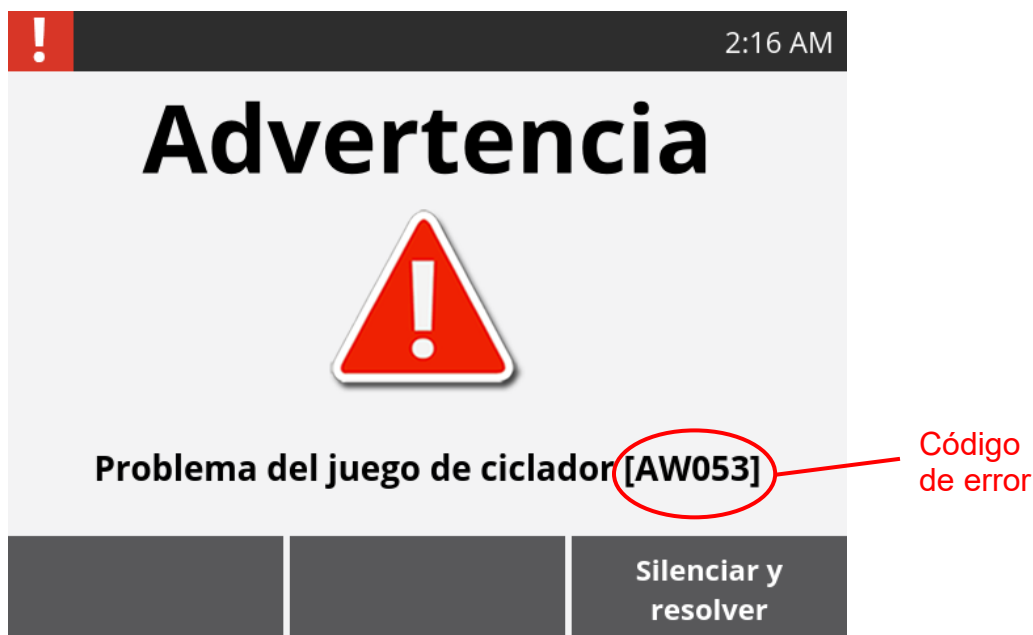 !
2:16 AM
Advertencia
!
Problema del juego de ciclador [AW053]
Código
de error
Silenciar y
resolver